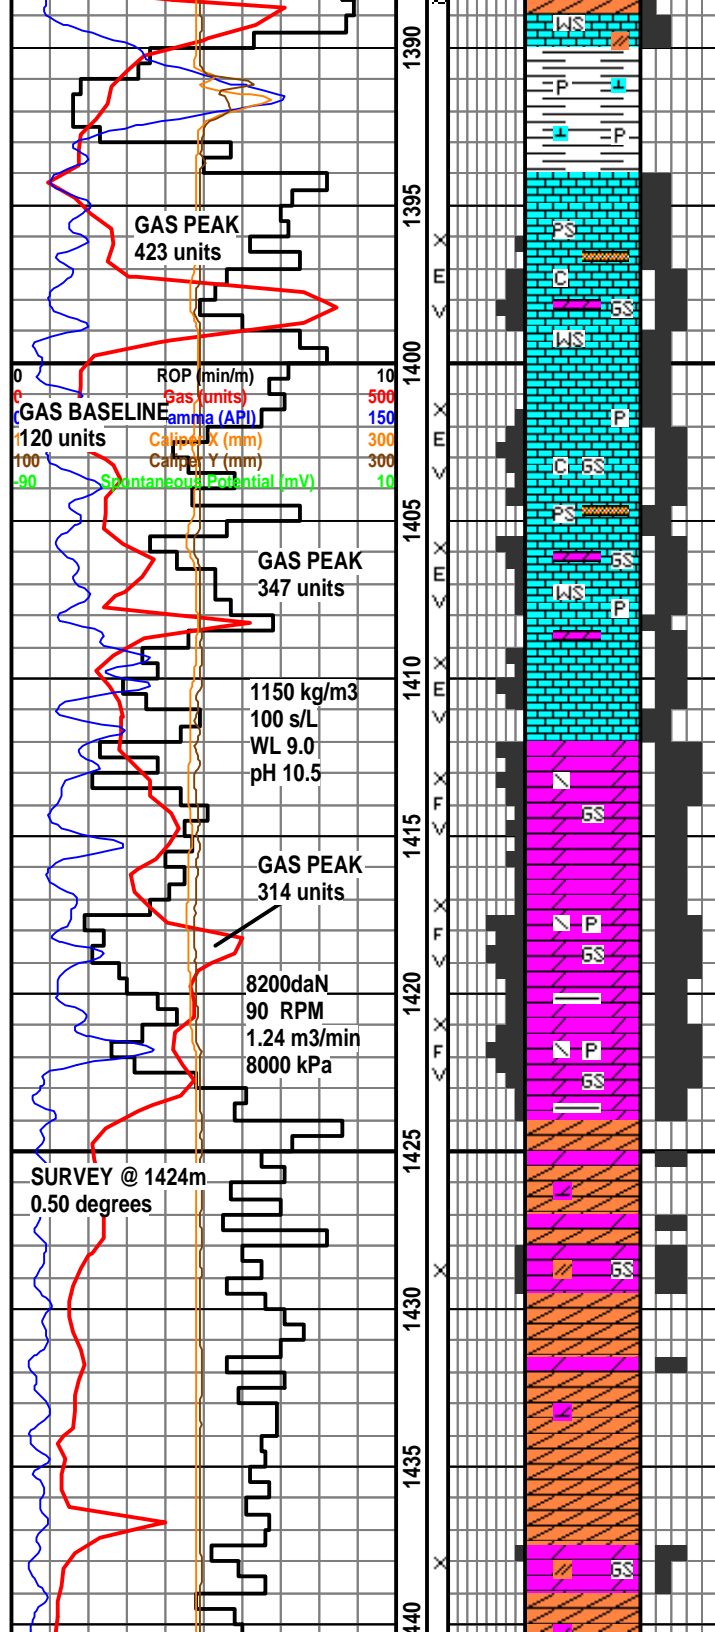 1390
WS
P
P
1395
PS
GAS PEAK
423 units
X
E
V
C
GS
WS
1400
0 ROP (min/m) 10
0 Gas (units) 500
GAS BASELINE
120 units
amma (API) 150
Caliper X (mm) 300
100 Caliper Y (mm) 300
-90 Spontaneous Potential (mV) 10
X
E
V
P
C GS
1405
PS
GAS PEAK
347 units
X
E
V
GS
WS
P
1410
X
E
V
1150 kg/m3
100 s/L
WL 9.0
pH 10.5
X
F
V
GS
1415
GAS PEAK
314 units
X
F
V
P
GS
8200daN
90 RPM
1.24 m3/min
8000 kPa
1420
X
F
V
P
GS
1425
SURVEY @ 1424m
0.50 degrees
X
GS
1430
1435
X
GS
1440